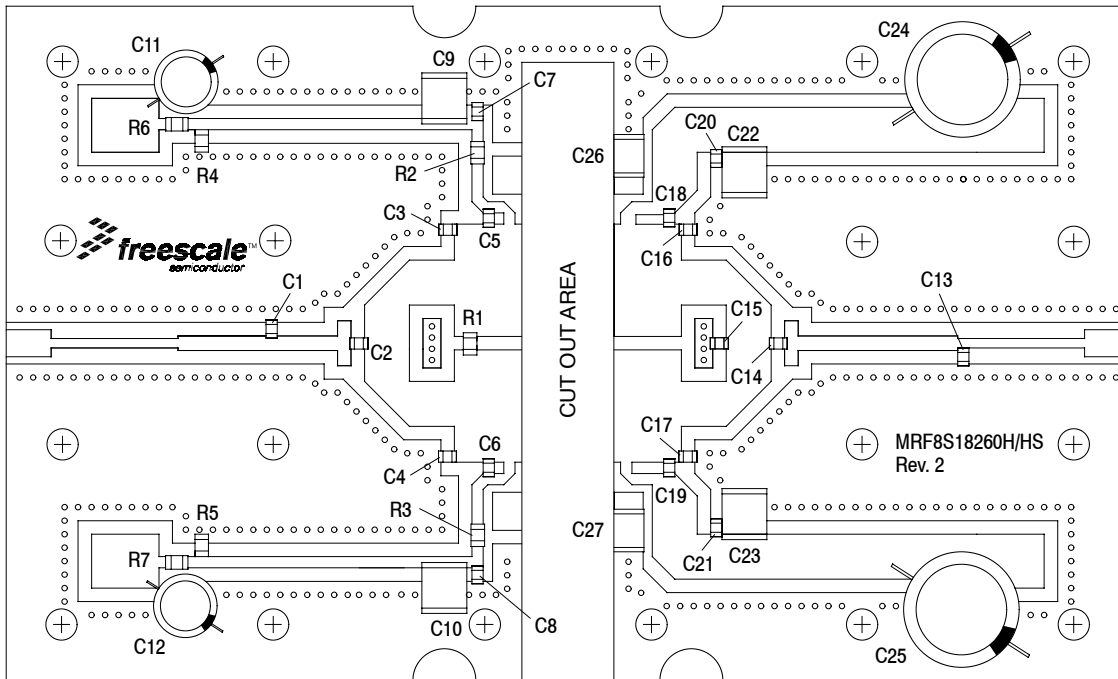 C24
C11
C9
C7
R6
C20
C22
R4
R2
C26
C18
C3
C5
C16
freescale™
semiconductor
C1
C13
R1
C15
C2
C14
CUT OUT AREA
C17
C6
MRF8S18260H/HS
Rev. 2
C4
C19
R5
R3
C27
R7
C21
C23
C10
C8
C12
C25